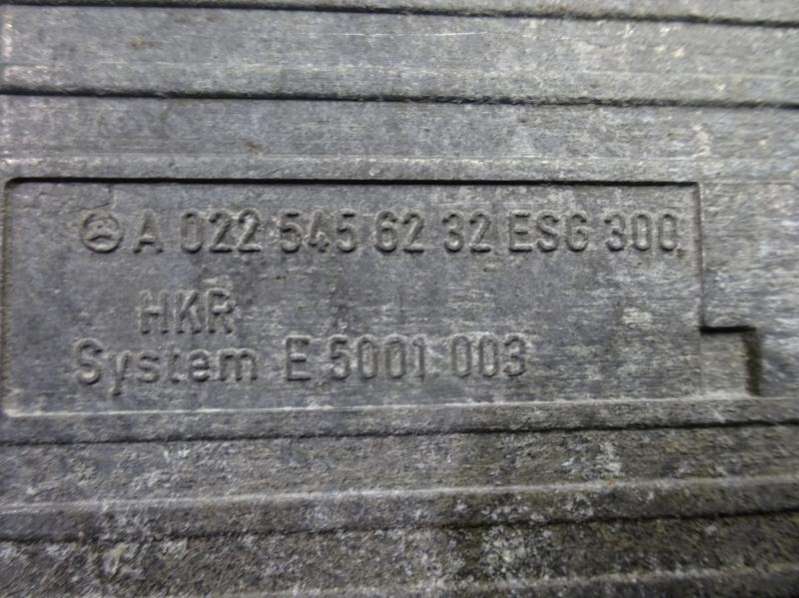 A 022 545 62 32 ESG 300
HKR
System E 5001 003